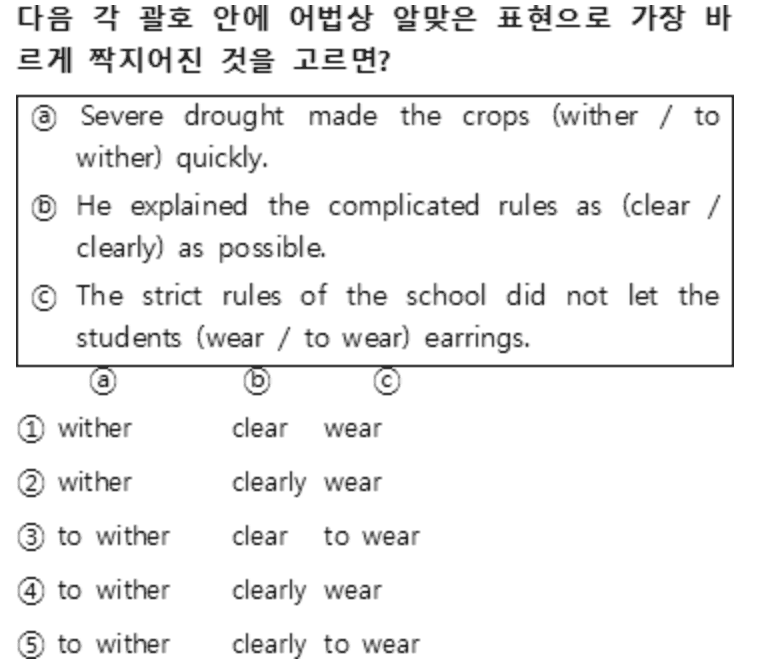 다음 각 괄호 안에 어법상 알맞은 표현으로 가장 바
르게 짝지어진 것을 고르면?
ⓐ Severe drought made the crops (wither / to
wither) quickly.
ⓑ He explained the complicated rules as (clear /
clearly) as possible.
ⓒ The strict rules of the school did not let the
students (wear / to wear) earrings.
ⓐ ⓑ ⓒ
① wither clear wear
② wither clearly wear
③ to wither clear to wear
④ to wither clearly wear
⑤ to wither clearly to wear